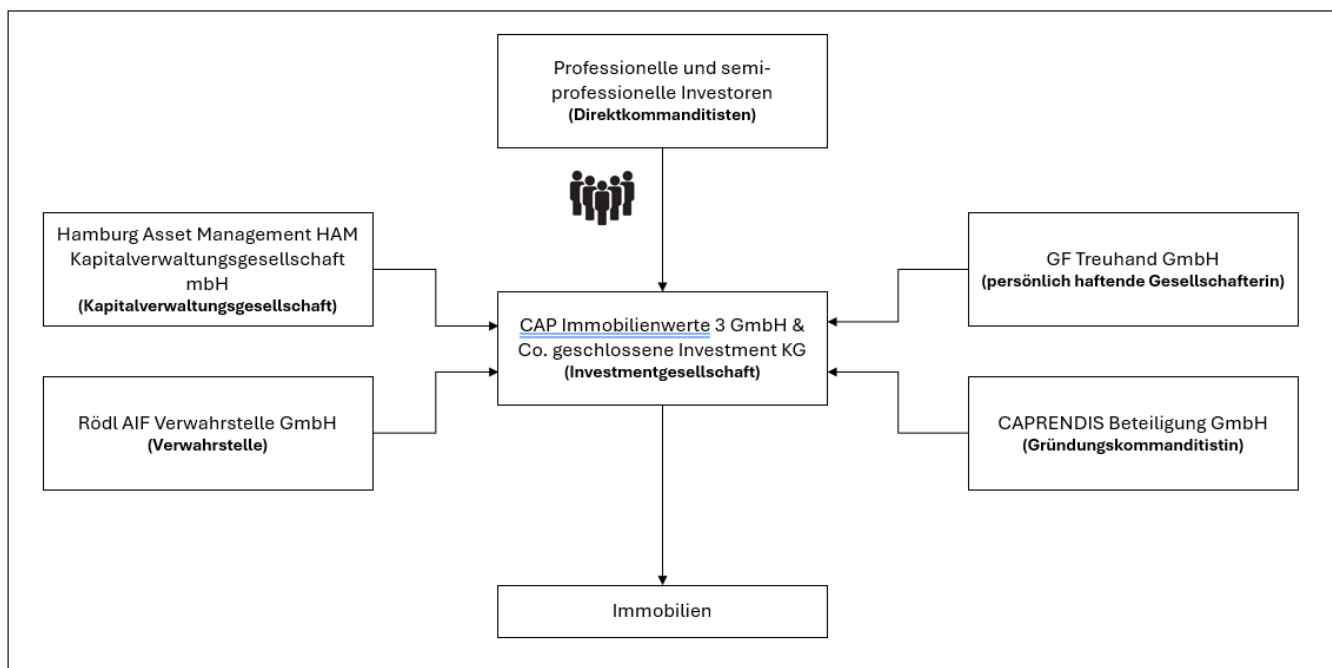 Professionelle und semi-
professionelle Investoren
(Direktkommanditisten)
Hamburg Asset Management HAM
Kapitalverwaltungsgesellschaft
mbH
(Kapitalverwaltungsgesellschaft)
GF Treuhand GmbH
(persönlich haftende Gesellschafterin)
CAP Immobilienwerte 3 GmbH &
Co. geschlossene Investment KG
(Investmentgesellschaft)
Rödl AIF Verwahrstelle GmbH
(Verwahrstelle)
CAPRENDIS Beteiligung GmbH
(Gründungskommanditistin)
Immobilien